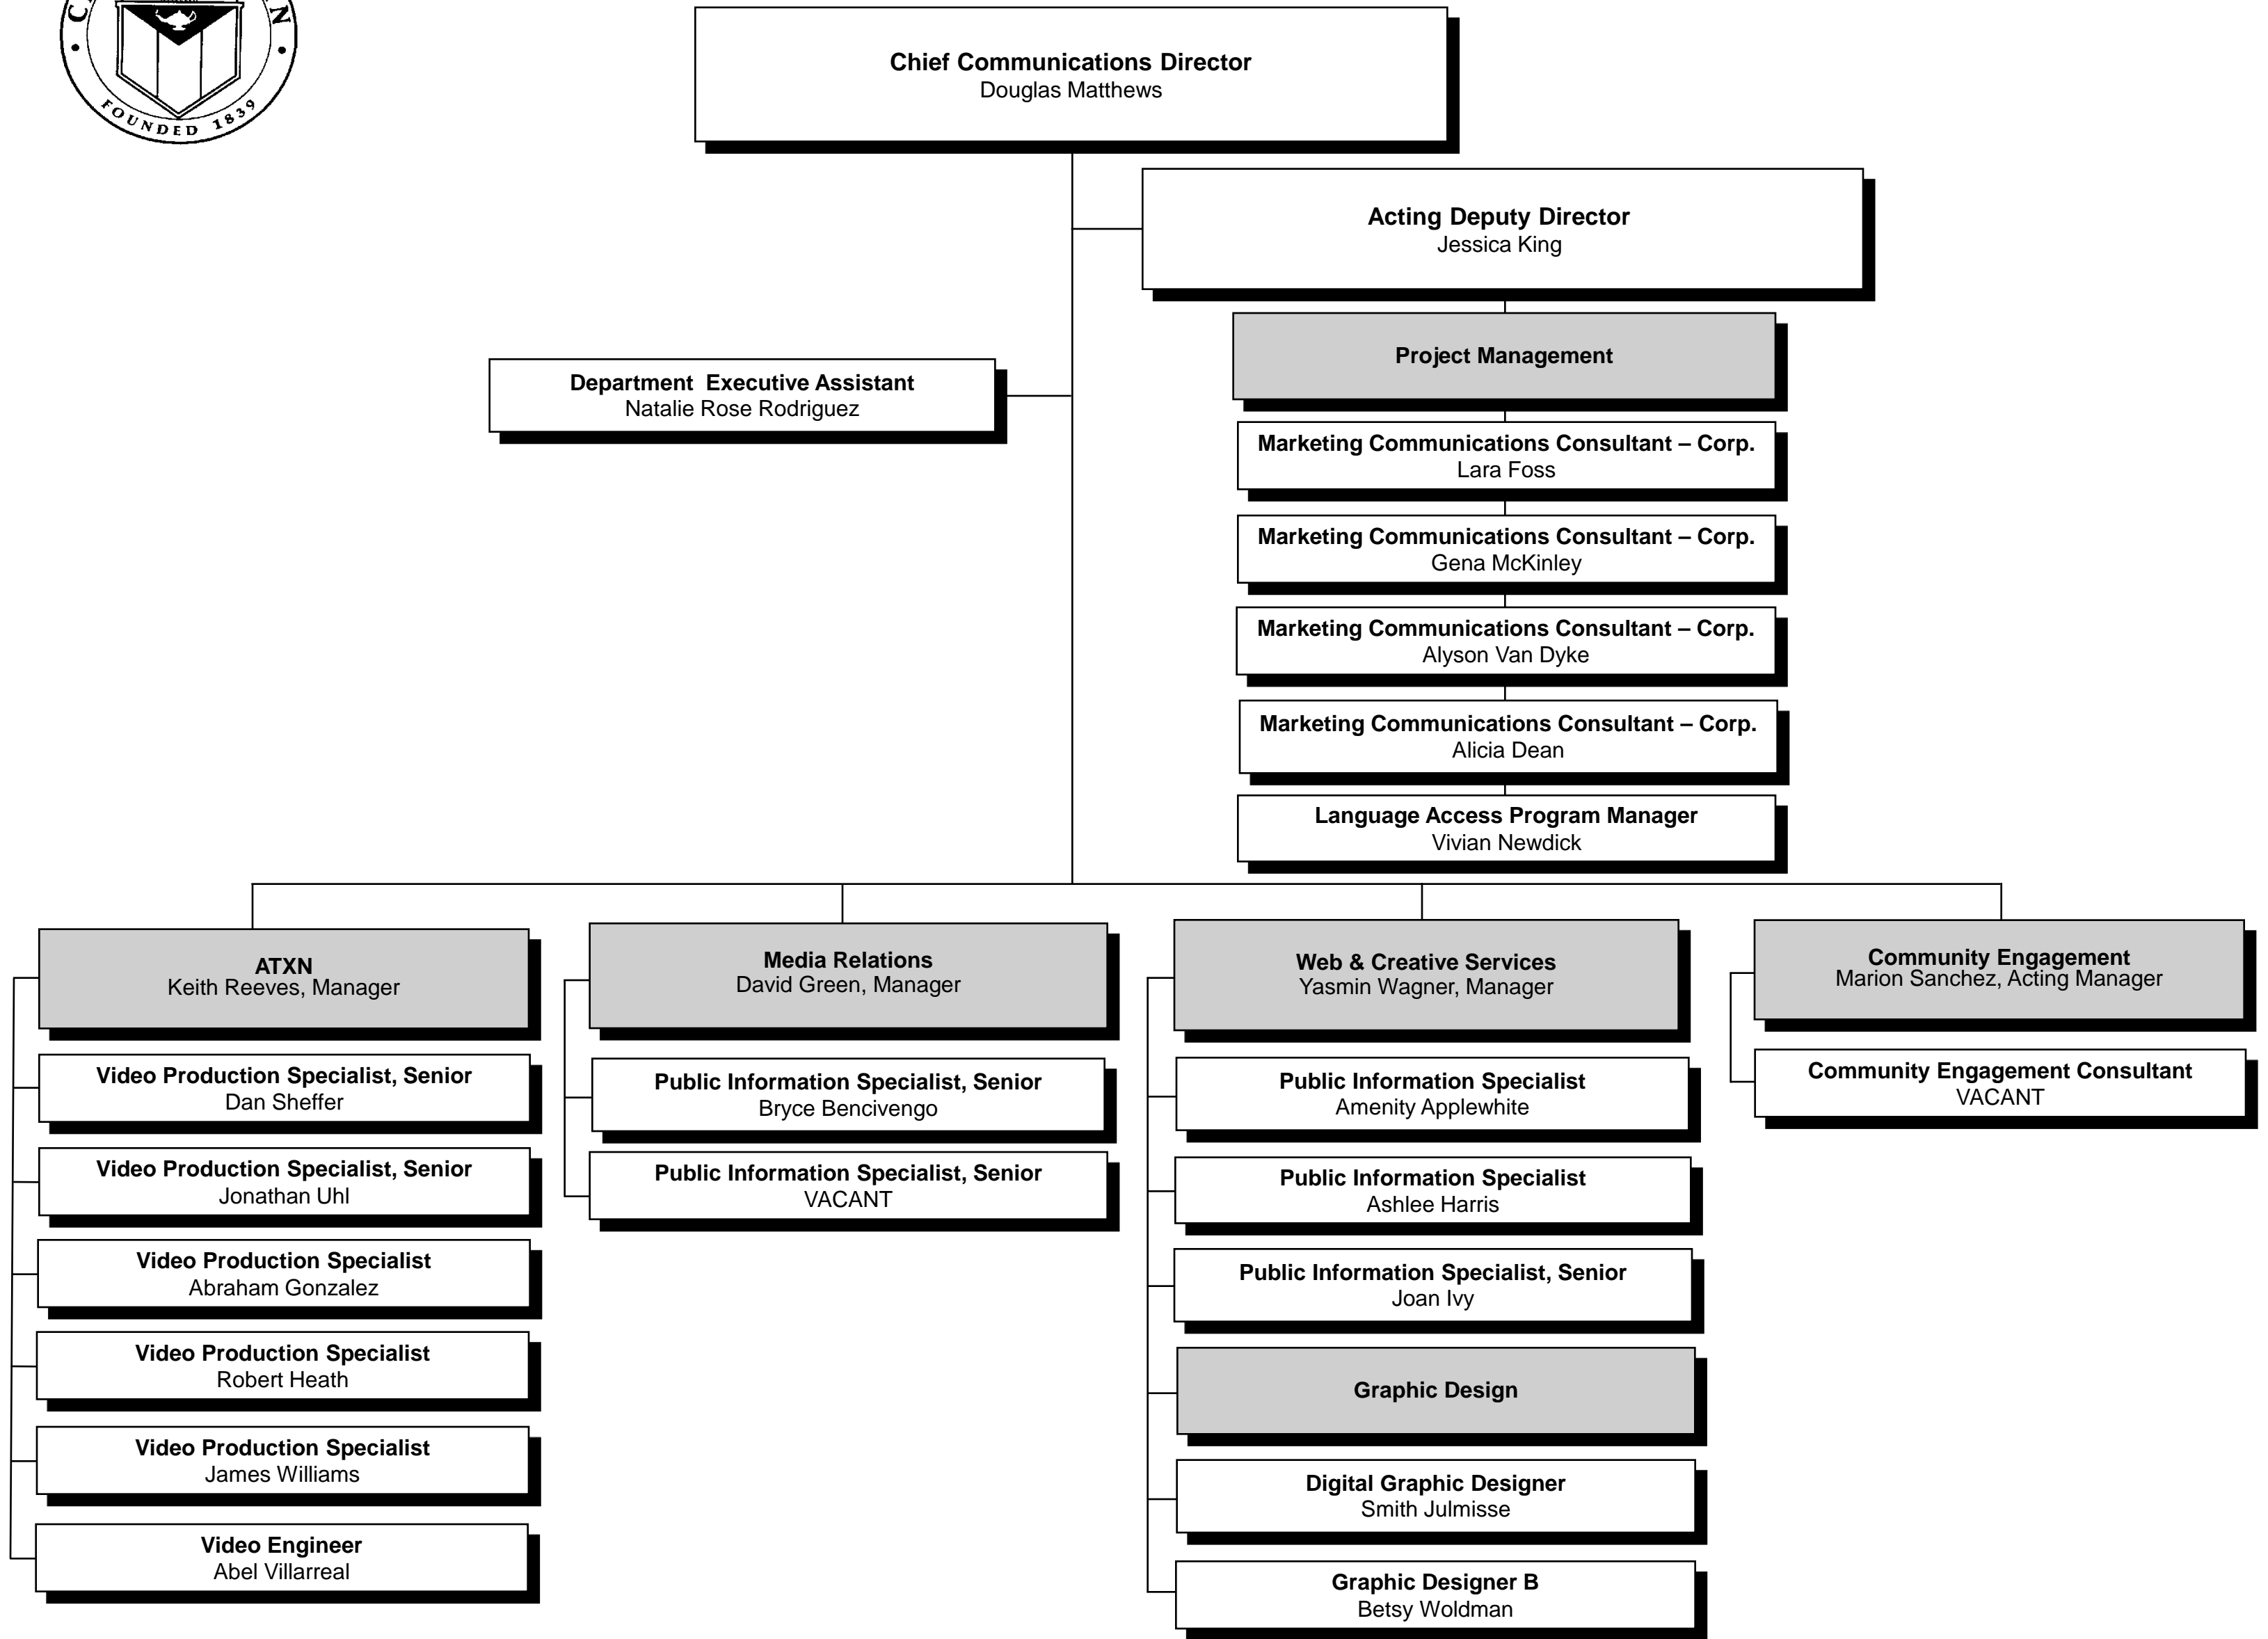 FOUNDED 1839
Chief Communications Director
Douglas Matthews
Acting Deputy Director
Jessica King
Project Management
Department Executive Assistant
Natalie Rose Rodriguez
Marketing Communications Consultant – Corp.
Lara Foss
Marketing Communications Consultant – Corp.
Gena McKinley
Marketing Communications Consultant – Corp.
Alyson Van Dyke
Marketing Communications Consultant – Corp.
Alicia Dean
Language Access Program Manager
Vivian Newdick
ATXN
Keith Reeves, Manager
Video Production Specialist, Senior
Dan Sheffer
Video Production Specialist, Senior
Jonathan Uhl
Video Production Specialist
Abraham Gonzalez
Video Production Specialist
Robert Heath
Video Production Specialist
James Williams
Video Engineer
Abel Villarreal
Media Relations
David Green, Manager
Public Information Specialist, Senior
Bryce Bencivengo
Public Information Specialist, Senior
VACANT
Web & Creative Services
Yasmin Wagner, Manager
Public Information Specialist
Amenity Applewhite
Public Information Specialist
Ashlee Harris
Public Information Specialist, Senior
Joan Ivy
Graphic Design
Digital Graphic Designer
Smith Julmisse
Graphic Designer B
Betsy Woldman
Community Engagement
Marion Sanchez, Acting Manager
Community Engagement Consultant
VACANT